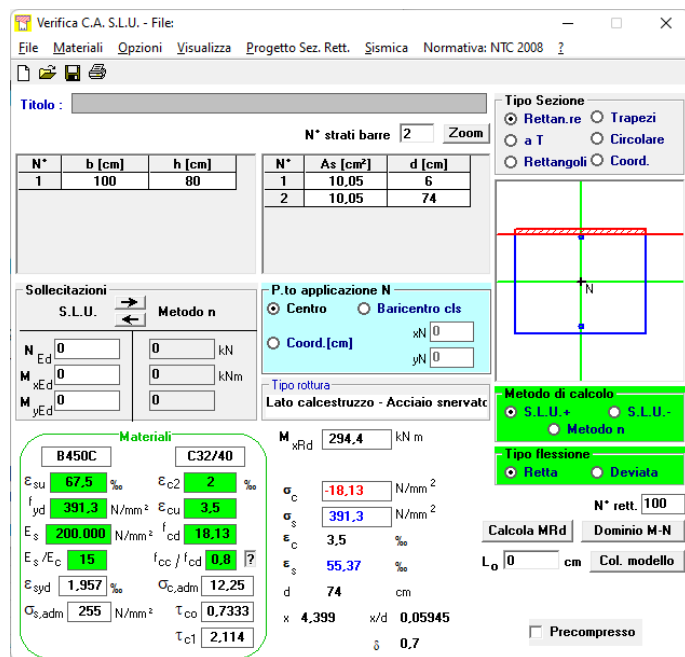 Verifica C.A. S.L.U. - File:
File Materiali Opzioni Visualizza Progetto Sez. Rett. Sismica Normativa: NTC 2008 ?
Titolo :
N° strati barre 2 Zoom
Tipo Sezione
Rettan.re Trapezi
a T Circolare
Rettangoli Coord.
N° b [cm] h [cm]
1 100 80
N° As [cm²] d [cm]
1 10,05 6
2 10,05 74
N
Sollecitazioni
S.L.U. Metodo n
N Ed 0 0 kN
M xEd 0 0 kNm
M yEd 0 0
P.to applicazione N
Centro Baricentro cls
Coord.[cm] xN 0
yN 0
Tipo rottura
Lato calcestruzzo - Acciaio snervato
Metodo di calcolo
S.L.U.+ S.L.U.-
Metodo n
Tipo flessione
Retta Deviata
N° rett. 100
Calcola MRd Dominio M-N
L₀ 0 cm Col. modello
Precompresso
Materiali
B450C C32/40
εsu 67,5 ‰ εc2 2 ‰
fyd 391,3 N/mm² εcu 3,5 ‰
Es 200.000 N/mm² fcd 18,13
Es/Ec 15 fcc / fcd 0,8 ?
εsyd 1,957 ‰ σc,adm 12,25
σs,adm 255 N/mm² τco 0,7333
τc1 2,114
M xRd 294,4 kN m
σc -18,13 N/mm²
σs 391,3 N/mm²
εc 3,5 ‰
εs 55,37 ‰
d 74 cm
x 4,399 x/d 0,05945
δ 0,7